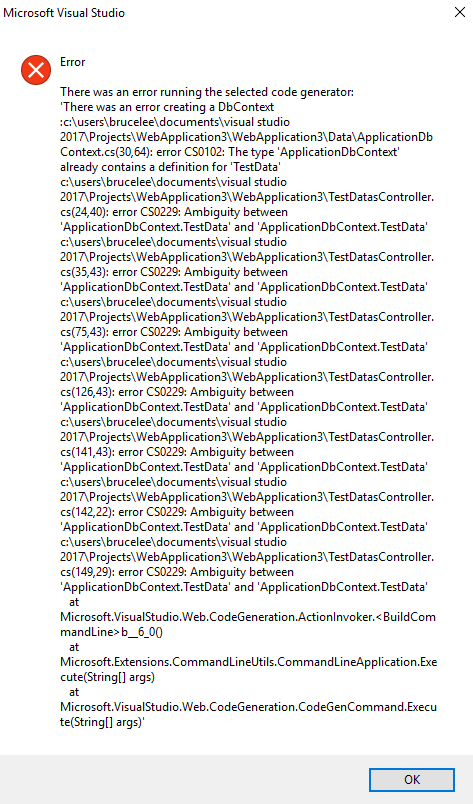 Microsoft Visual Studio
Error
There was an error running the selected code generator:
'There was an error creating a DbContext
:c:\users\brucelee\documents\visual studio
2017\Projects\WebApplication3\WebApplication3\Data\ApplicationDb
Context.cs(30,64): error CS0102: The type 'ApplicationDbContext'
already contains a definition for 'TestData'
c:\users\brucelee\documents\visual studio
2017\Projects\WebApplication3\WebApplication3\TestDatasController.
cs(24,40): error CS0229: Ambiguity between
'ApplicationDbContext.TestData' and 'ApplicationDbContext.TestData'
c:\users\brucelee\documents\visual studio
2017\Projects\WebApplication3\WebApplication3\TestDatasController.
cs(35,43): error CS0229: Ambiguity between
'ApplicationDbContext.TestData' and 'ApplicationDbContext.TestData'
c:\users\brucelee\documents\visual studio
2017\Projects\WebApplication3\WebApplication3\TestDatasController.
cs(75,43): error CS0229: Ambiguity between
'ApplicationDbContext.TestData' and 'ApplicationDbContext.TestData'
c:\users\brucelee\documents\visual studio
2017\Projects\WebApplication3\WebApplication3\TestDatasController.
cs(126,43): error CS0229: Ambiguity between
'ApplicationDbContext.TestData' and 'ApplicationDbContext.TestData'
c:\users\brucelee\documents\visual studio
2017\Projects\WebApplication3\WebApplication3\TestDatasController.
cs(141,43): error CS0229: Ambiguity between
'ApplicationDbContext.TestData' and 'ApplicationDbContext.TestData'
c:\users\brucelee\documents\visual studio
2017\Projects\WebApplication3\WebApplication3\TestDatasController.
cs(142,22): error CS0229: Ambiguity between
'ApplicationDbContext.TestData' and 'ApplicationDbContext.TestData'
c:\users\brucelee\documents\visual studio
2017\Projects\WebApplication3\WebApplication3\TestDatasController.
cs(149,29): error CS0229: Ambiguity between
'ApplicationDbContext.TestData' and 'ApplicationDbContext.TestData'
at
Microsoft.VisualStudio.Web.CodeGeneration.ActionInvoker.<BuildCom
mandLine>b__6_0()
at
Microsoft.Extensions.CommandLineUtils.CommandLineApplication.Exe
cute(String[] args)
at
Microsoft.VisualStudio.Web.CodeGeneration.CodeGenCommand.Execu
te(String[] args)'
OK